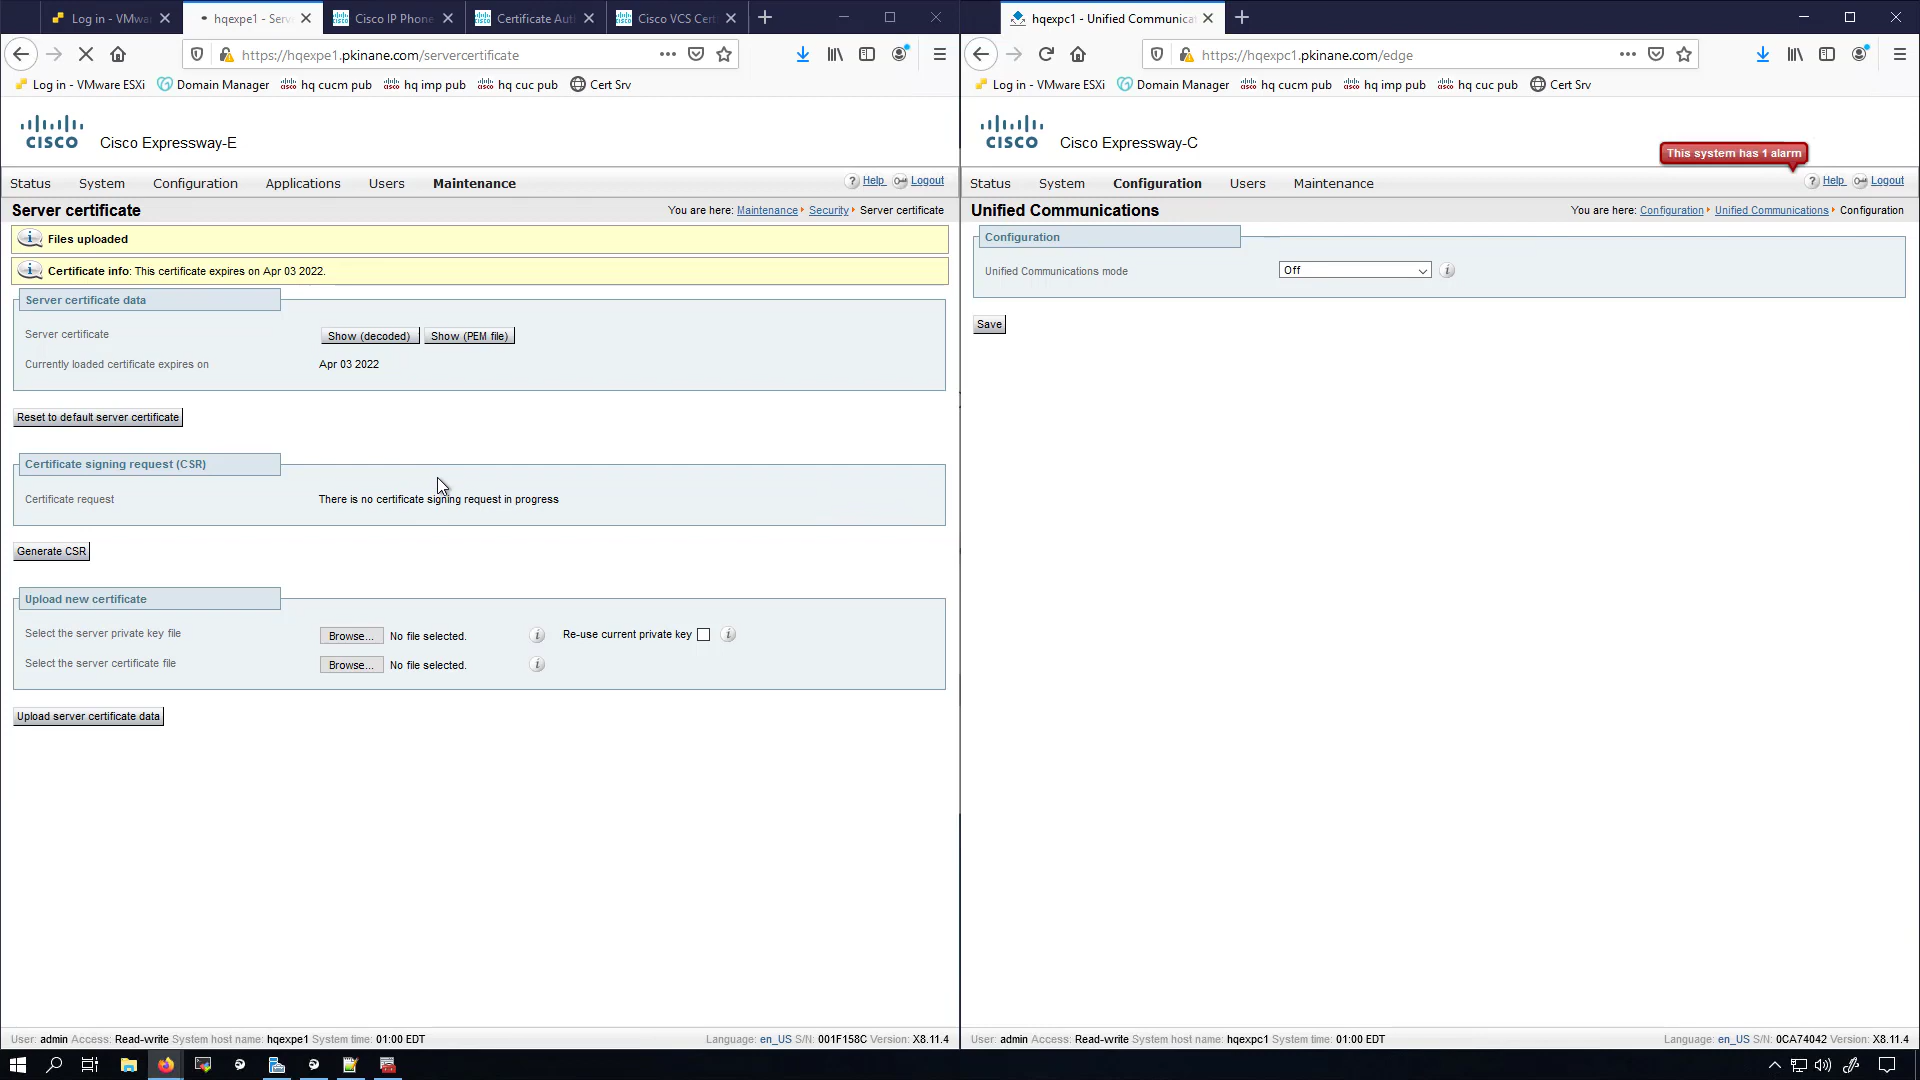 Log in - VMwa
hqexpe1 - Serv
Cisco IP Phone
Certificate Aut
Cisco VCS Cert
https://hqexpe1.pkinane.com/servercertificate
Log in - VMware ESXi
Domain Manager
hq cucm pub
hq imp pub
hq cuc pub
Cert Srv
CISCO
Cisco Expressway-E
Status
System
Configuration
Applications
Users
Maintenance
Help
Logout
Server certificate
You are here: Maintenance Security Server certificate
Files uploaded
Certificate info: This certificate expires on Apr 03 2022.
Server certificate data
Server certificate
Show (decoded)
Show (PEM file)
Currently loaded certificate expires on
Apr 03 2022
Reset to default server certificate
Certificate signing request (CSR)
Certificate request
There is no certificate signing request in progress
Generate CSR
Upload new certificate
Select the server private key file
Browse...
No file selected.
Re-use current private key
Select the server certificate file
Browse...
No file selected.
Upload server certificate data
User: admin Access: Read-write System host name: hqexpe1 System time: 01:00 EDT
Language: en_US S/N: 001F158C Version: X8.11.4
hqexpc1 - Unified Communica
https://hqexpc1.pkinane.com/edge
Log in - VMware ESXi
Domain Manager
hq cucm pub
hq imp pub
hq cuc pub
Cert Srv
CISCO
Cisco Expressway-C
This system has 1 alarm
Status
System
Configuration
Users
Maintenance
Help
Logout
Unified Communications
You are here: Configuration Unified Communications Configuration
Configuration
Unified Communications mode
Off
Save
User: admin Access: Read-write System host name: hqexpc1 System time: 01:00 EDT
Language: en_US S/N: 0CA74042 Version: X8.11.4